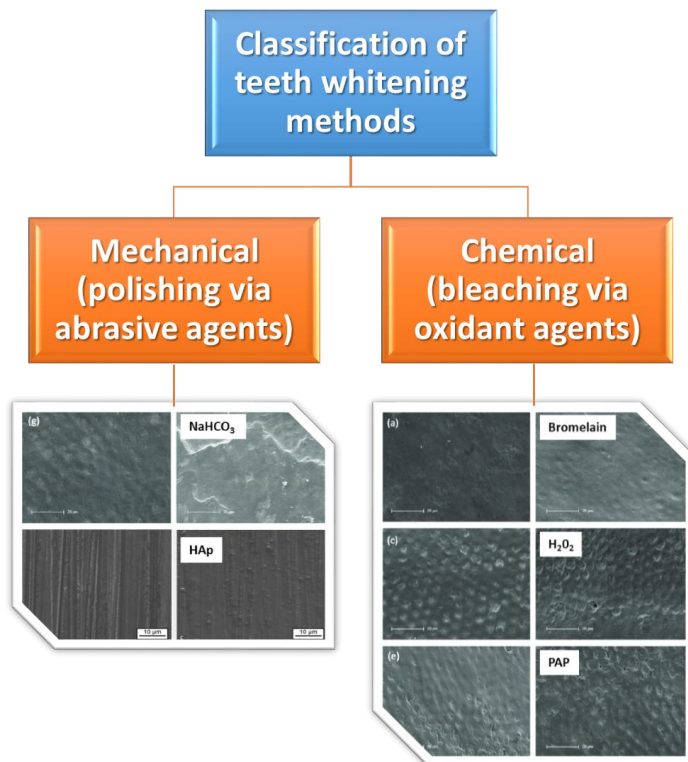 Classification of
teeth whitening
methods
Mechanical
(polishing via
abrasive agents)
Chemical
(bleaching via
oxidant agents)
(g)
NaHCO₃
HAp
10 µm
10 µm
(a)
Bromelain
(c)
H₂0₂
(e)
PAP